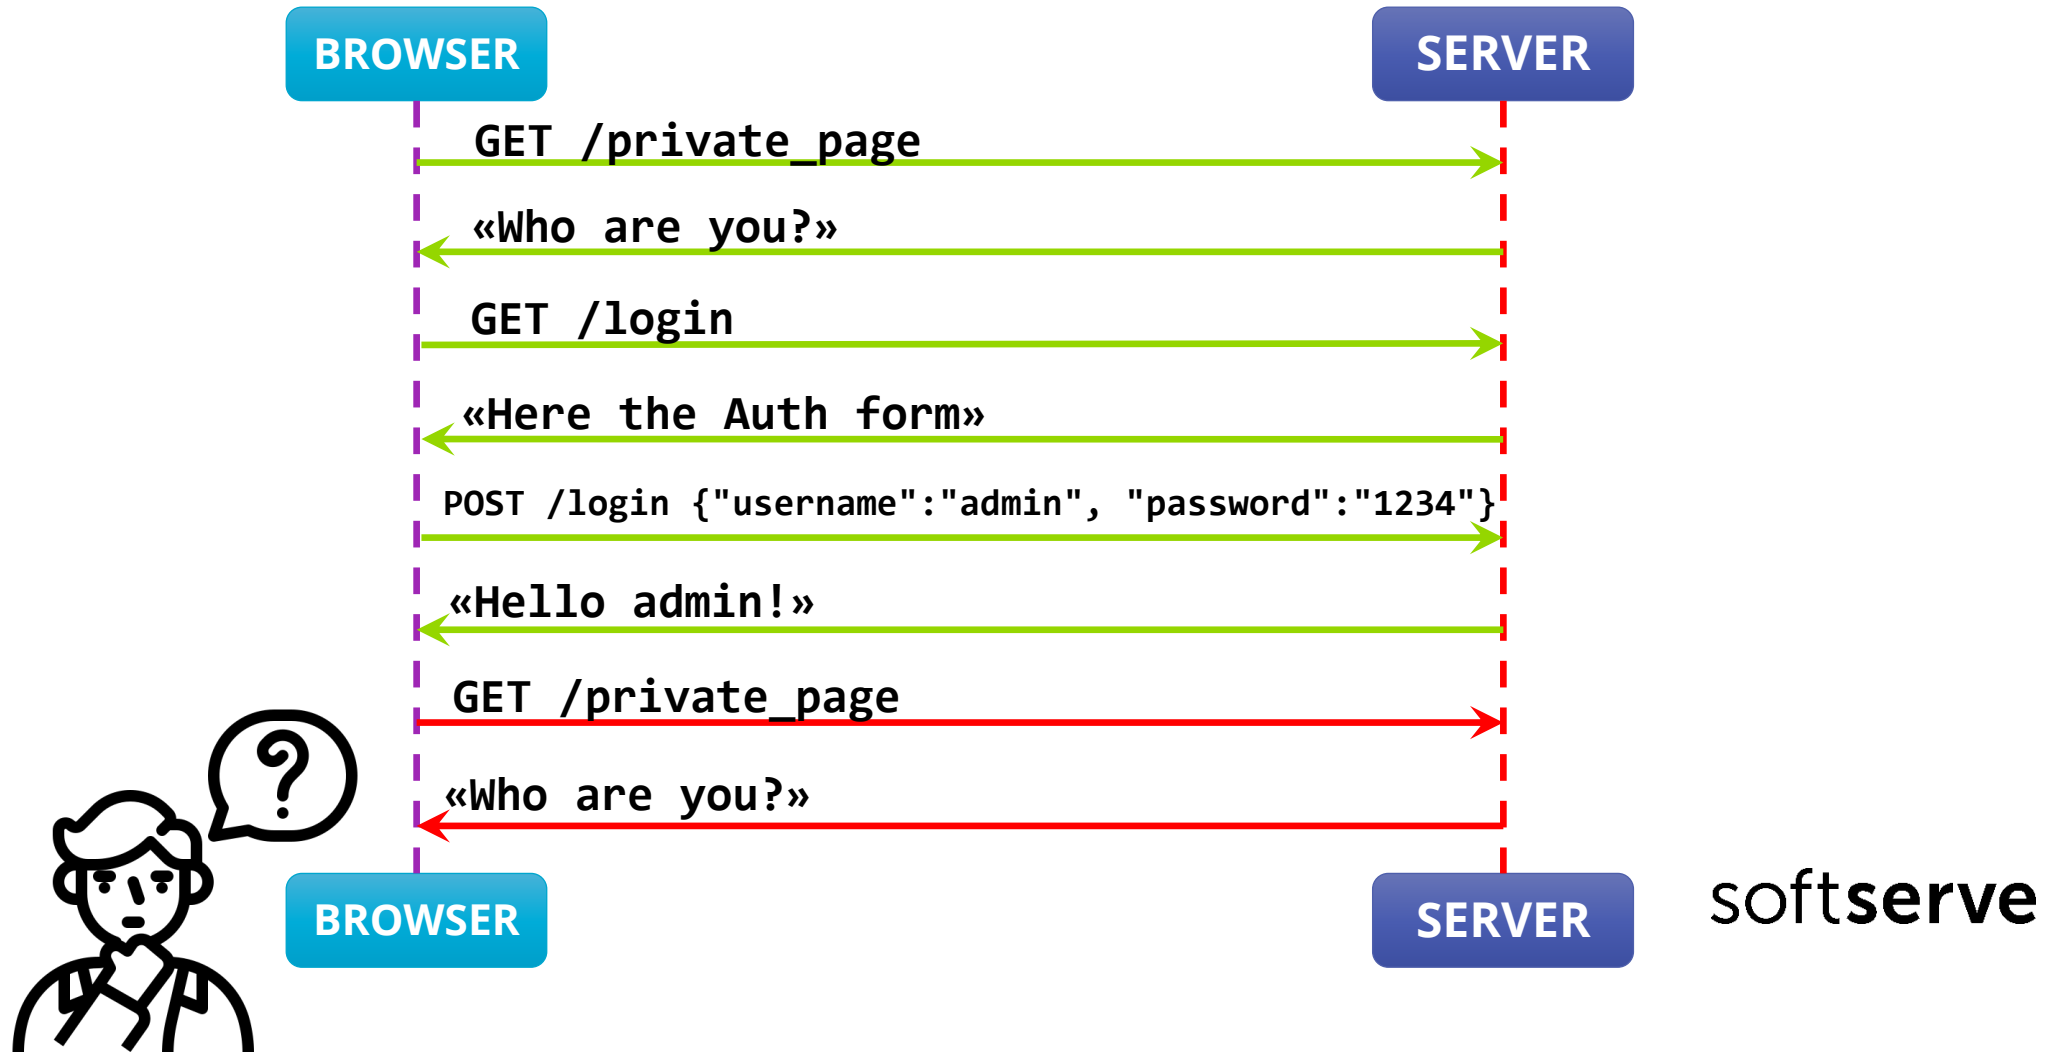 BROWSER
SERVER
GET /private_page
«Who are you?»
GET /login
«Here the Auth form»
POST /login {"username":"admin", "password":"1234"}
«Hello admin!»
GET /private_page
?
«Who are you?»
BROWSER
SERVER
softserve